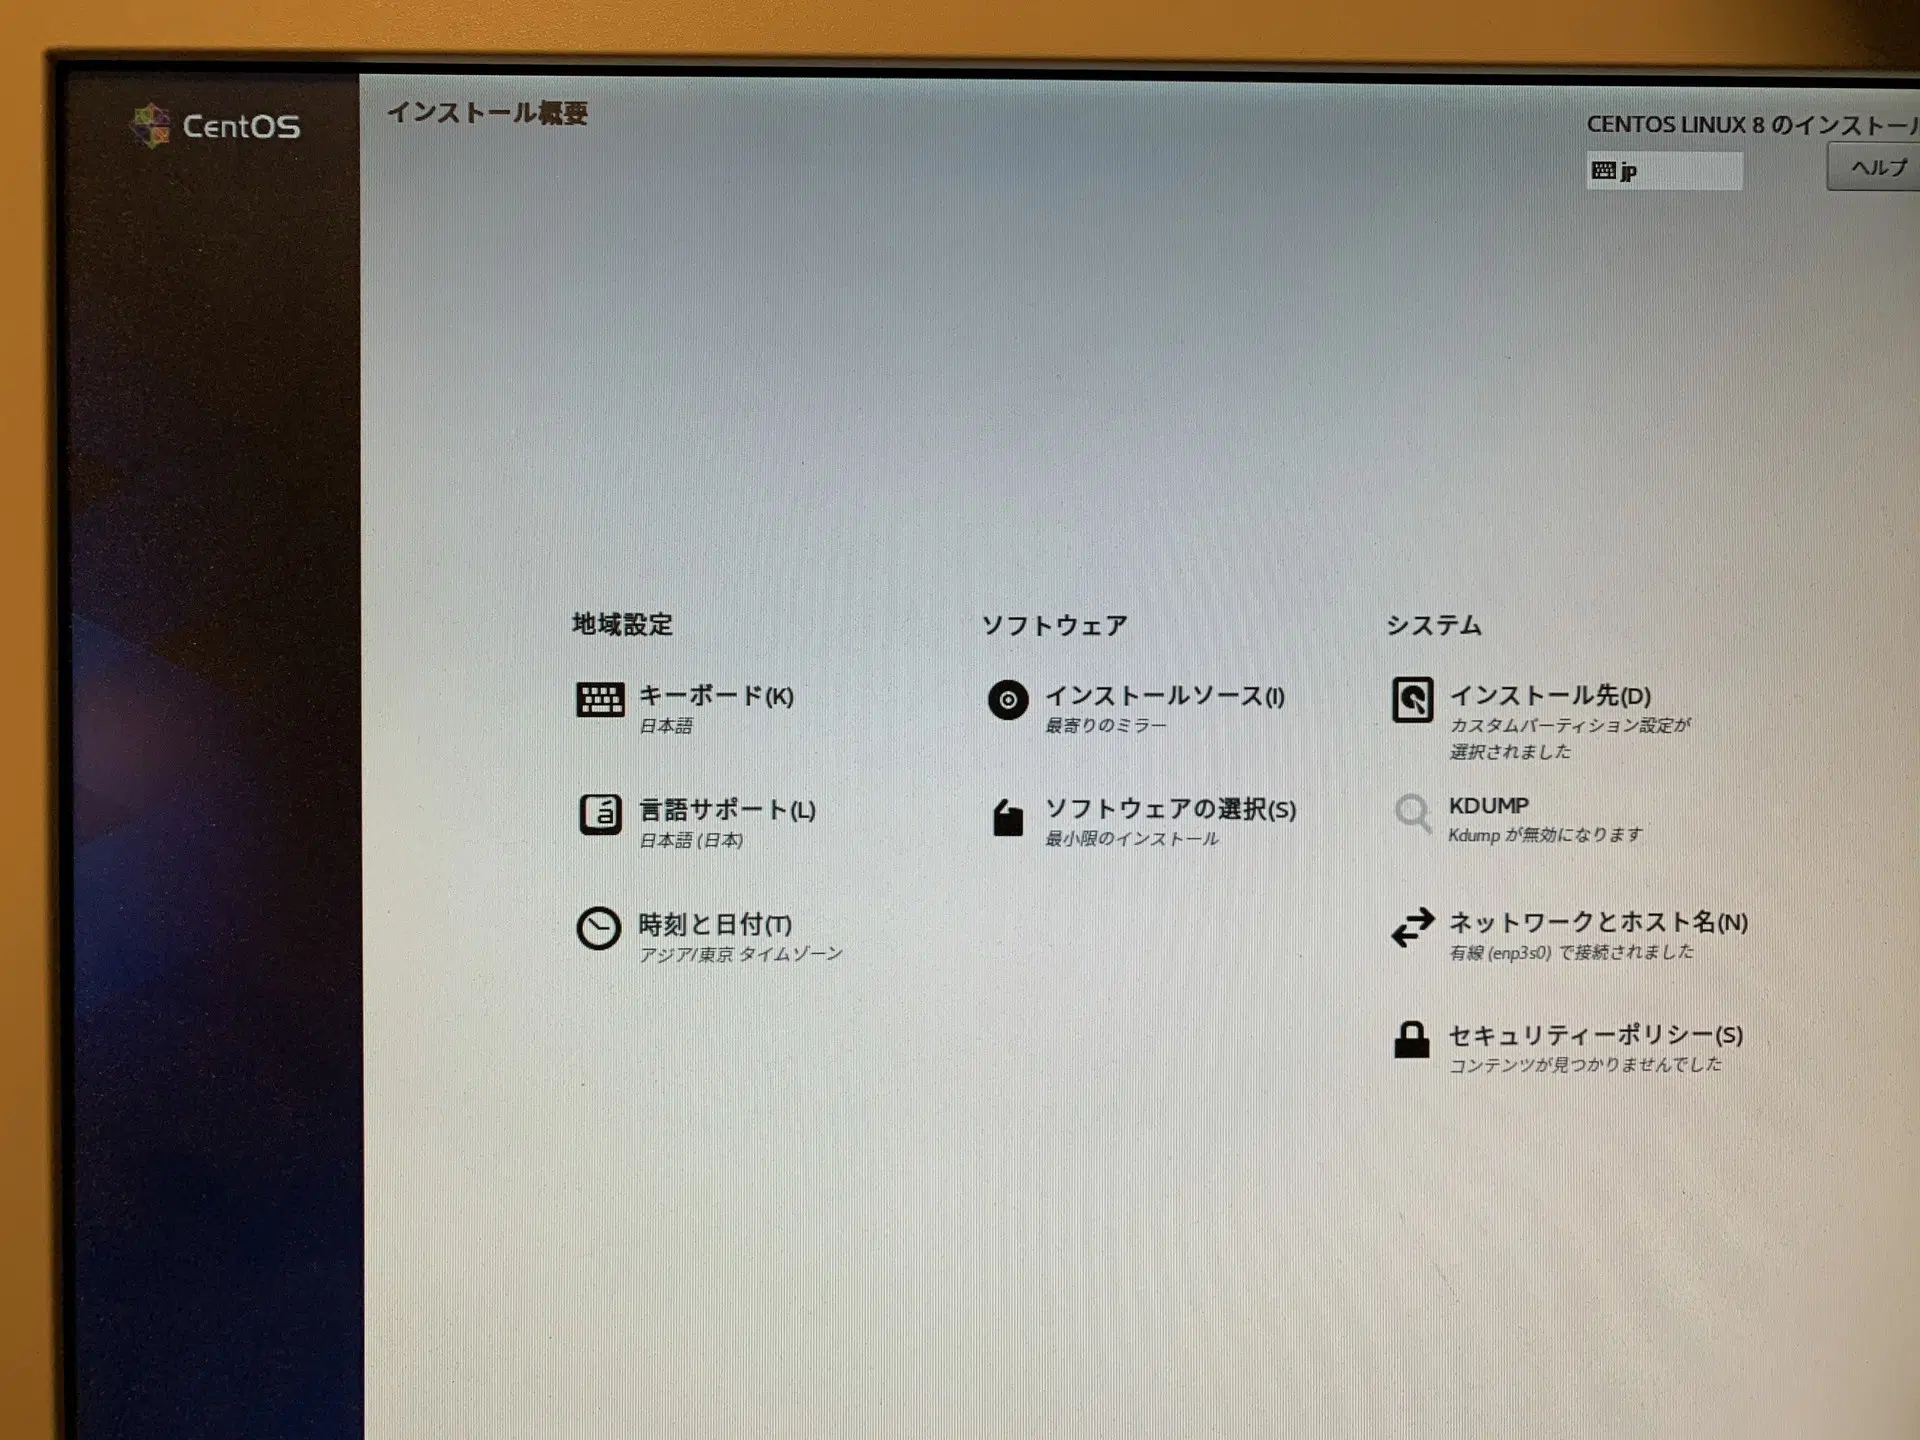 CentOS
インストール概要
CENTOS LINUX 8 のインストール
jp
ヘルプ
地域設定
キーボード(K)
日本語
言語サポート(L)
日本語 (日本)
時刻と日付(T)
アジア/東京 タイムゾーン
ソフトウェア
インストールソース(I)
最寄りのミラー
ソフトウェアの選択(S)
最小限のインストール
システム
インストール先(D)
カスタムパーティション設定が
選択されました
KDUMP
Kdump が無効になります
ネットワークとホスト名(N)
有線 (enp3s0) で接続されました
セキュリティーポリシー(S)
コンテンツが見つかりませんでした